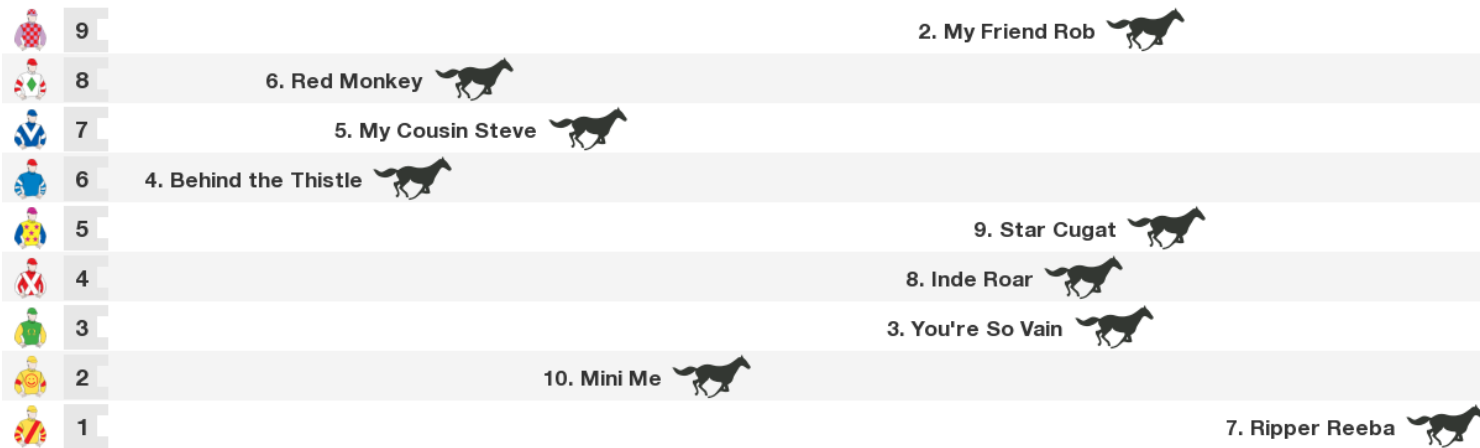 9 2. My Friend Rob
8 6. Red Monkey
7 5. My Cousin Steve
6 4. Behind the Thistle
5 9. Star Cugat
4 8. Inde Roar
3 3. You're So Vain
2 10. Mini Me
1 7. Ripper Reeba